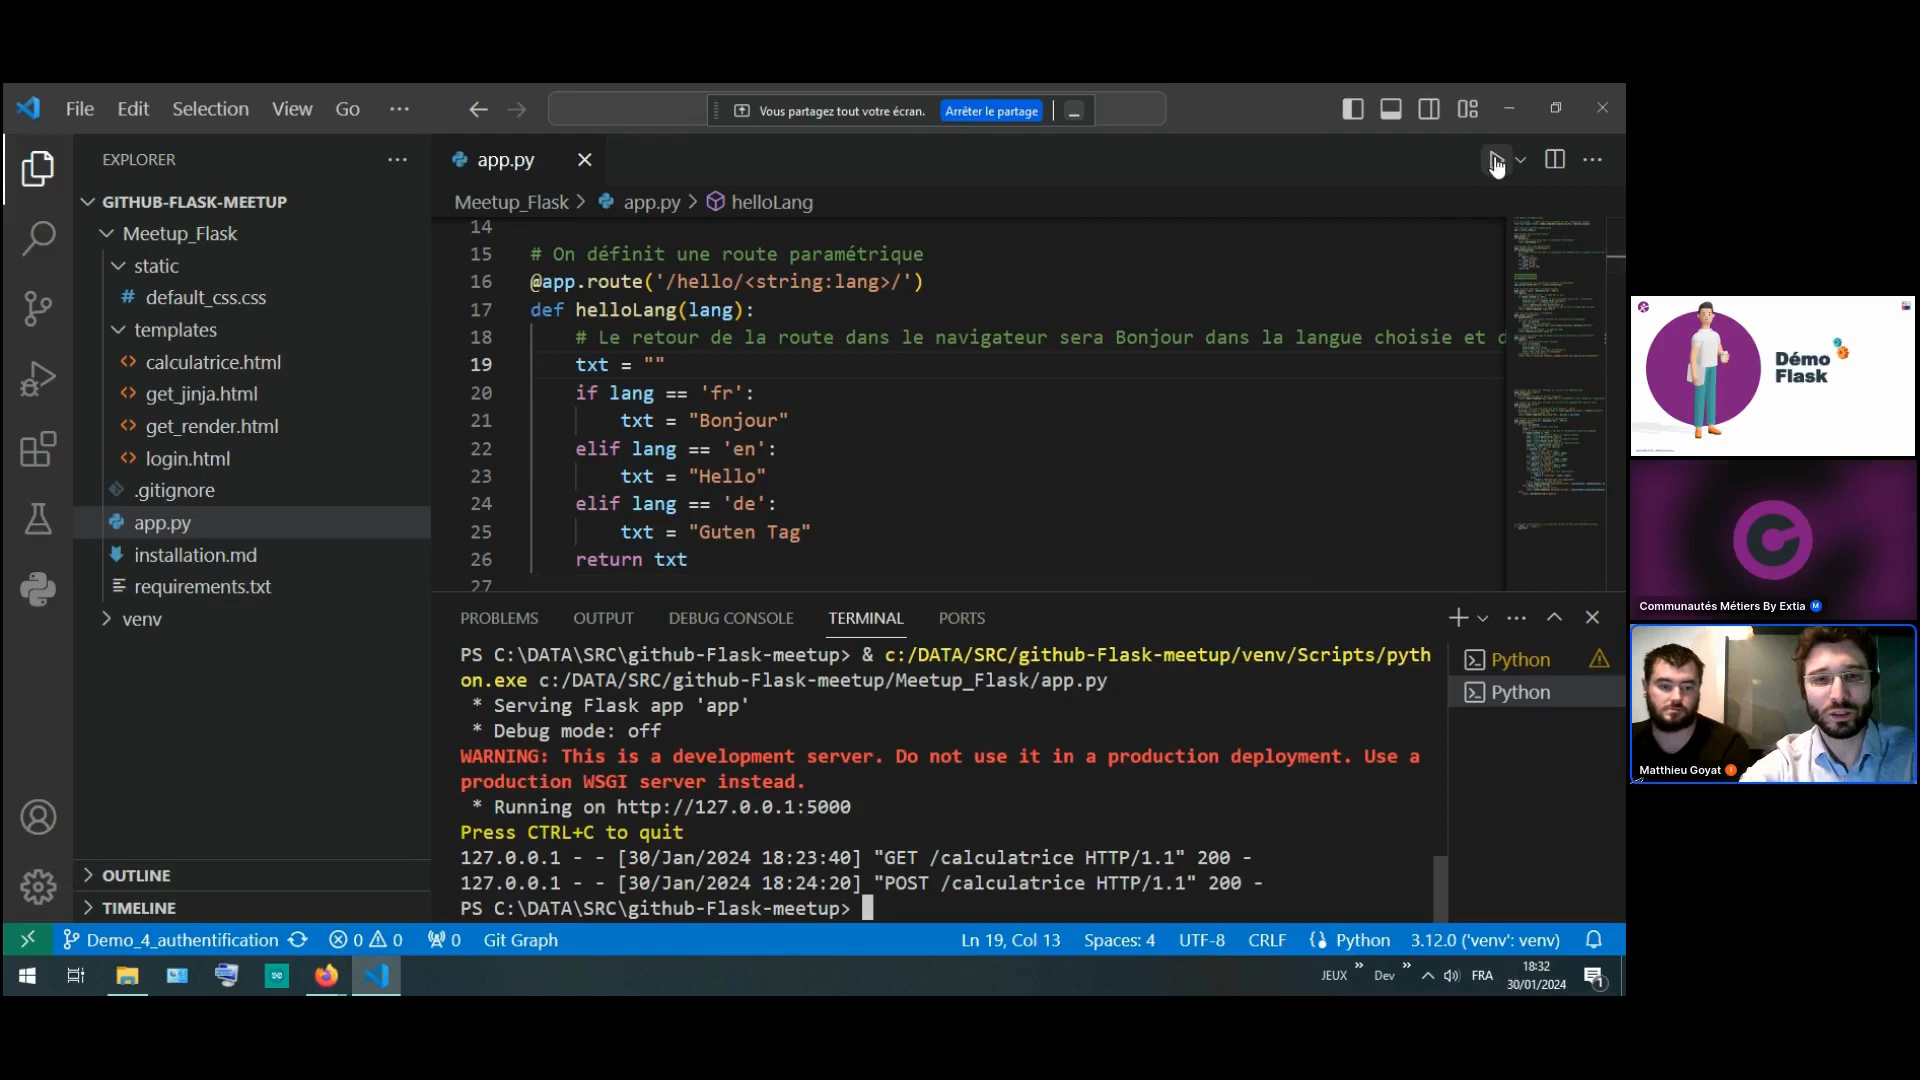 File Edit Selection View Go ···
Vous partagez tout votre écran. Arrêter le partage
EXPLORER
GITHUB-FLASK-MEETUP
Meetup_Flask
static
# default_css.css
templates
<> calculatrice.html
<> get_jinja.html
<> get_render.html
<> login.html
.gitignore
app.py
installation.md
requirements.txt
venv
OUTLINE
TIMELINE
app.py
Meetup_Flask > app.py > helloLang
14
15 # On définit une route paramétrique
16 @app.route('/hello/<string:lang>/')
17 def helloLang(lang):
18 # Le retour de la route dans le navigateur sera Bonjour dans la langue choisie et d
19 txt = ""
20 if lang == 'fr':
21 txt = "Bonjour"
22 elif lang == 'en':
23 txt = "Hello"
24 elif lang == 'de':
25 txt = "Guten Tag"
26 return txt
27
PROBLEMS OUTPUT DEBUG CONSOLE TERMINAL PORTS
PS C:\DATA\SRC\github-Flask-meetup> & c:/DATA/SRC/github-Flask-meetup/venv/Scripts/pyth
on.exe c:/DATA/SRC/github-Flask-meetup/Meetup_Flask/app.py
* Serving Flask app 'app'
* Debug mode: off
WARNING: This is a development server. Do not use it in a production deployment. Use a
production WSGI server instead.
* Running on http://127.0.0.1:5000
Press CTRL+C to quit
127.0.0.1 - - [30/Jan/2024 18:23:40] "GET /calculatrice HTTP/1.1" 200 -
127.0.0.1 - - [30/Jan/2024 18:24:20] "POST /calculatrice HTTP/1.1" 200 -
PS C:\DATA\SRC\github-Flask-meetup>
Python
Python
Demo_4_authentification 0 0 0 Git Graph Ln 19, Col 13 Spaces: 4 UTF-8 CRLF Python 3.12.0 ('venv': venv)
JEUX » Dev » FRA 18:32
30/01/2024 1
Démo
Flask
Communautés Métiers By Extia M
Matthieu Goyat